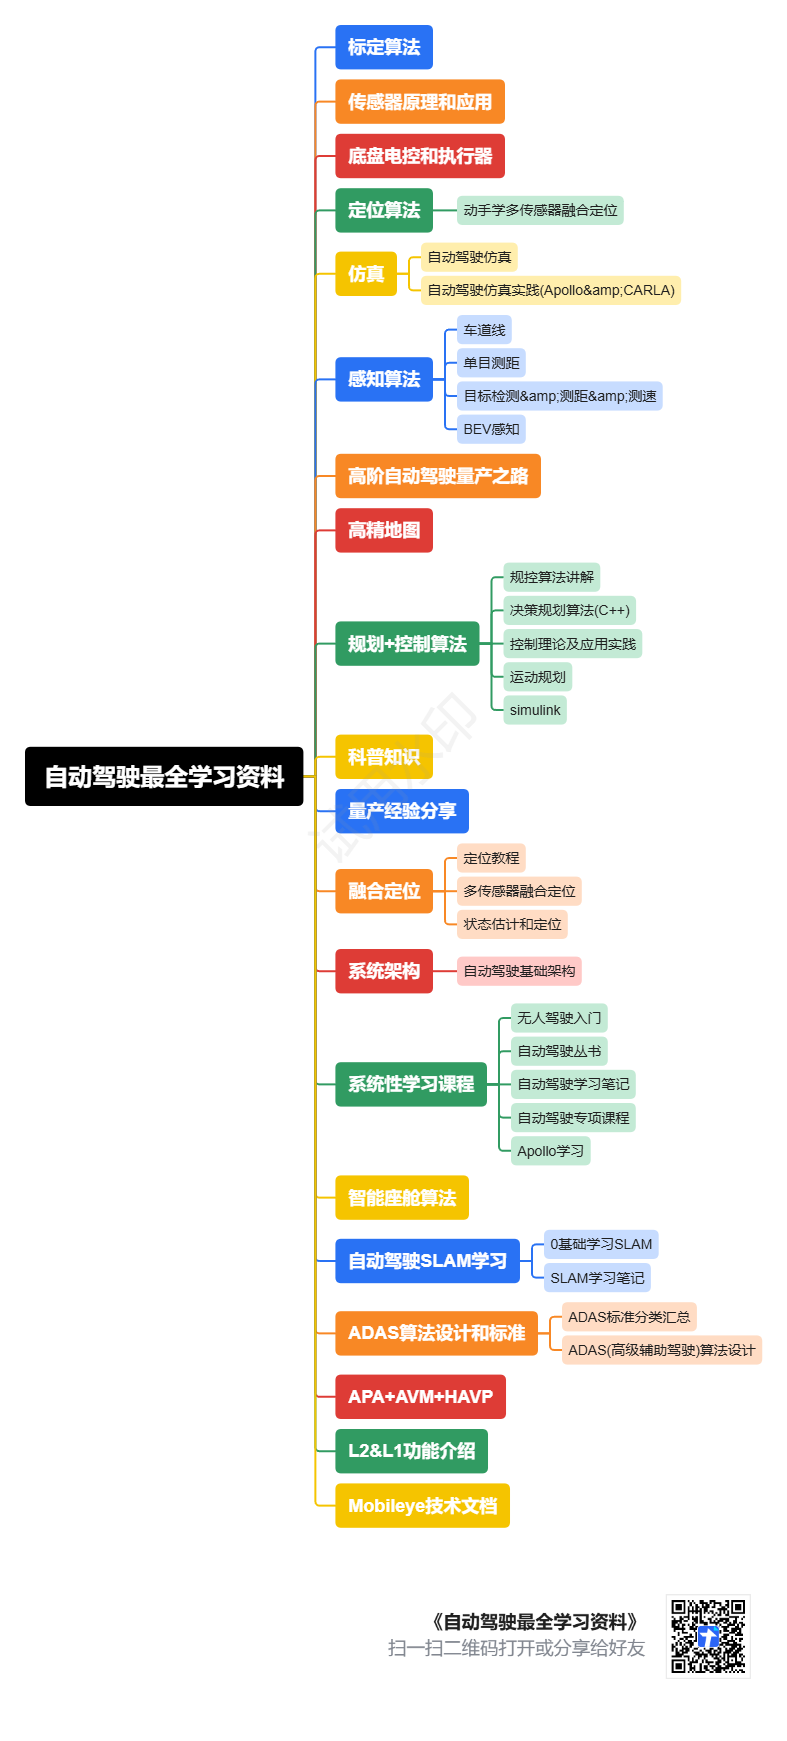 标定算法
传感器原理和应用
底盘电控和执行器
定位算法
动手学多传感器融合定位
仿真
自动驾驶仿真
自动驾驶仿真实践(Apollo&amp;CARLA)
感知算法
车道线
单目测距
目标检测&amp;测距&amp;测速
BEV感知
高阶自动驾驶量产之路
高精地图
规划+控制算法
规控算法讲解
决策规划算法(C++)
控制理论及应用实践
运动规划
simulink
自动驾驶最全学习资料
科普知识
量产经验分享
融合定位
定位教程
多传感器融合定位
状态估计和定位
系统架构
自动驾驶基础架构
系统性学习课程
无人驾驶入门
自动驾驶丛书
自动驾驶学习笔记
自动驾驶专项课程
Apollo学习
智能座舱算法
自动驾驶SLAM学习
0基础学习SLAM
SLAM学习笔记
ADAS算法设计和标准
ADAS标准分类汇总
ADAS(高级辅助驾驶)算法设计
APA+AVM+HAVP
L2&L1功能介绍
Mobileye技术文档
《自动驾驶最全学习资料》
扫一扫二维码打开或分享给好友